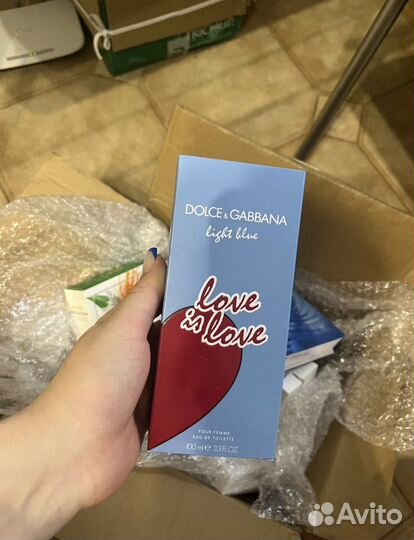 DOLCE & GABBANA
light blue
love
is love
POUR FEMME
EAU DE TOILETTE
100 ml ℮ 3.3 FL.OZ.
Avito